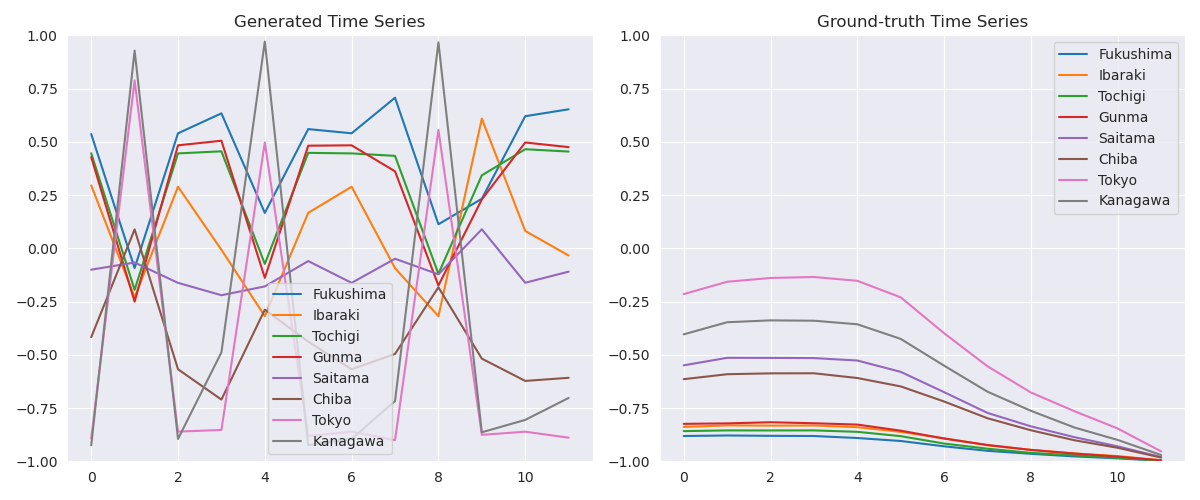 Generated Time Series
1.00
0.75
0.50
0.25
0.00
−0.25
−0.50
−0.75
−1.00
0 2 4 6 8 10
Fukushima
Ibaraki
Tochigi
Gunma
Saitama
Chiba
Tokyo
Kanagawa
Ground-truth Time Series
1.00
0.75
0.50
0.25
0.00
−0.25
−0.50
−0.75
−1.00
0 2 4 6 8 10
Fukushima
Ibaraki
Tochigi
Gunma
Saitama
Chiba
Tokyo
Kanagawa